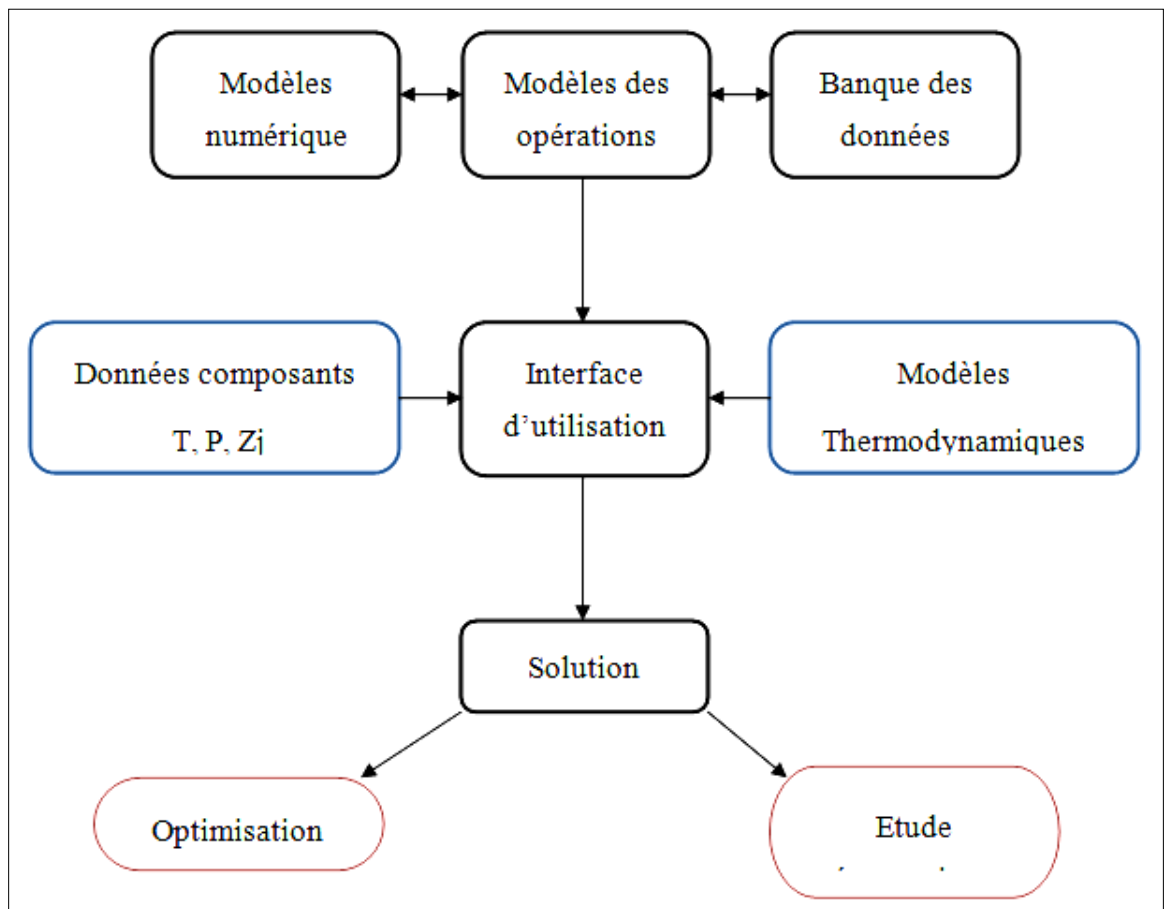 Modèles
numérique
Modèles des
opérations
Banque des
données
Données composants
T, P, Zj
Interface
d’utilisation
Modèles
Thermodynamiques
Solution
Optimisation
Etude